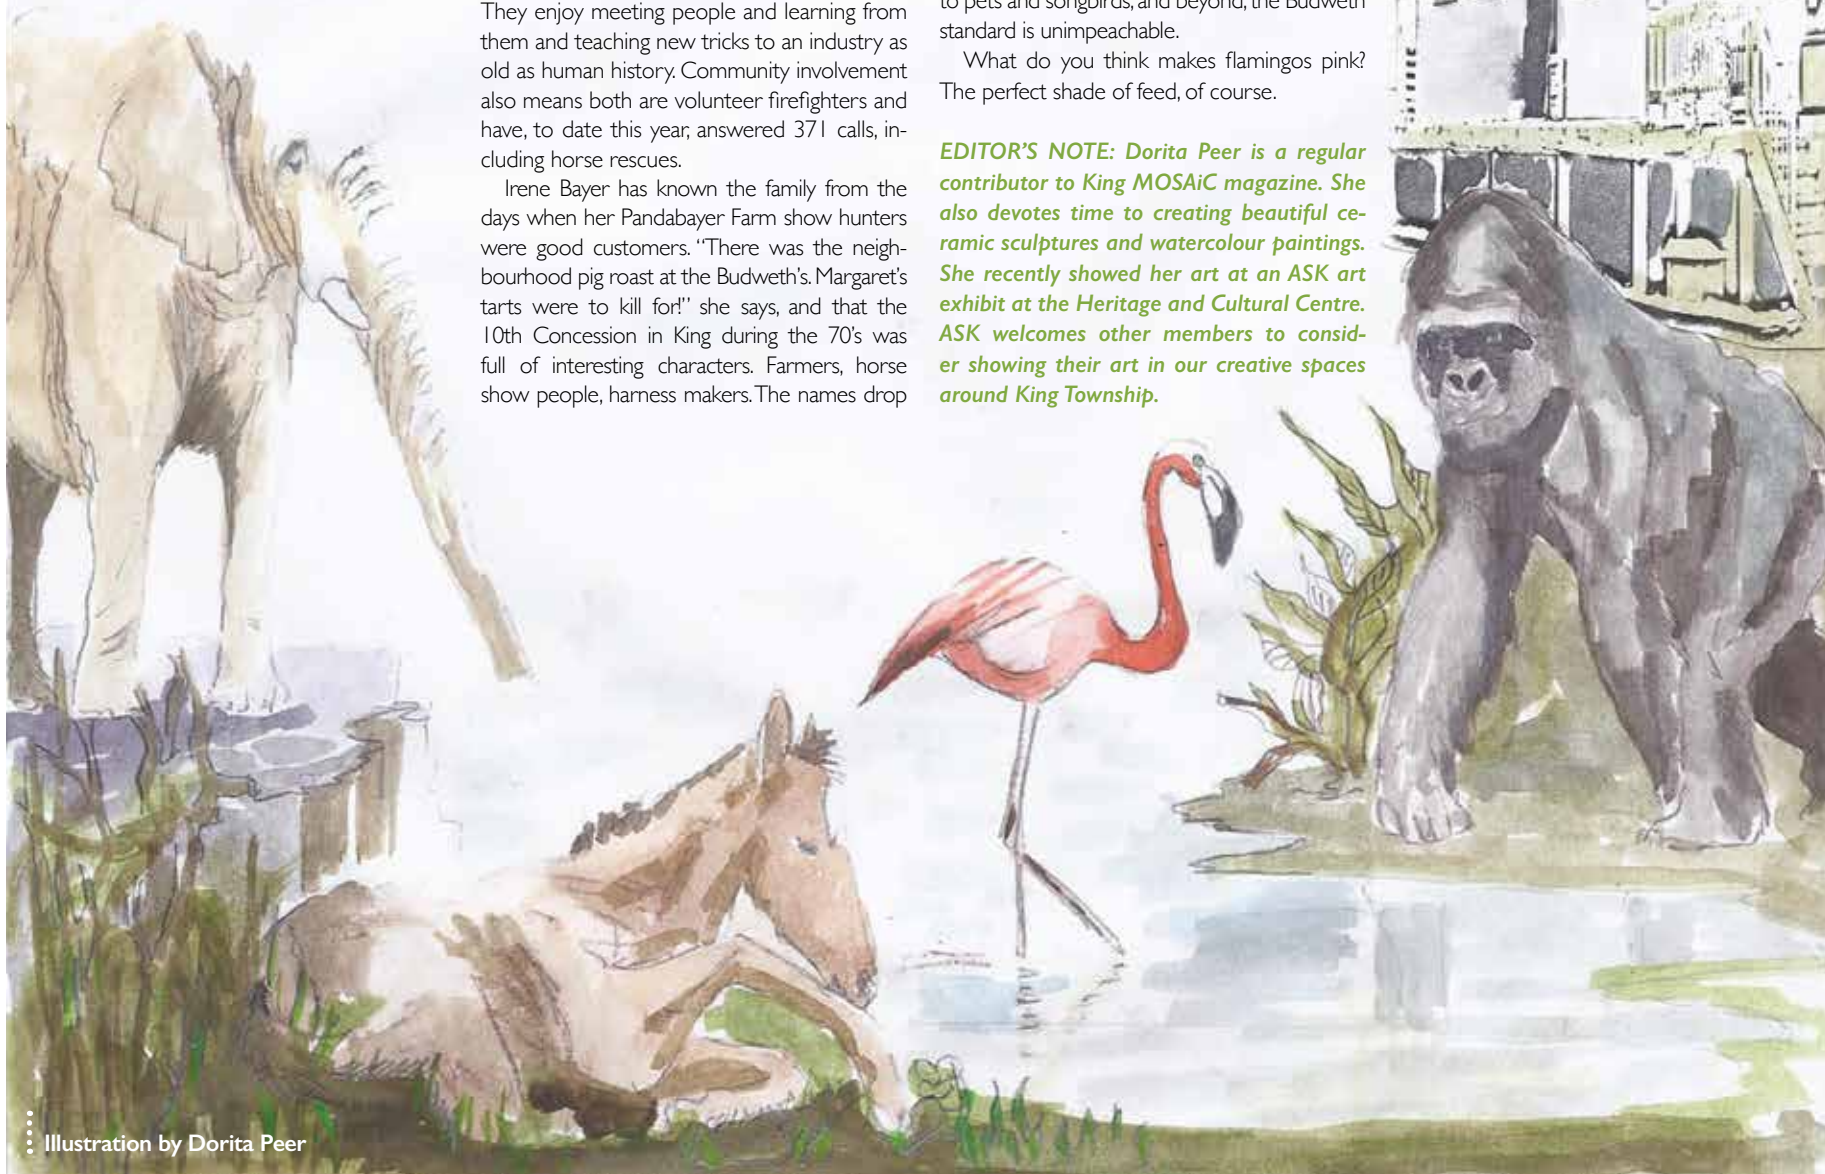 They enjoy meeting people and learning from
them and teaching new tricks to an industry as
old as human history. Community involvement
also means both are volunteer firefighters and
have, to date this year, answered 371 calls, in-
cluding horse rescues.
Irene Bayer has known the family from the
days when her Pandabayer Farm show hunters
were good customers. “There was the neigh-
bourhood pig roast at the Budweth’s. Margaret’s
tarts were to kill for!” she says, and that the
10th Concession in King during the 70’s was
full of interesting characters. Farmers, horse
show people, harness makers. The names drop
to pets and songbirds, and beyond, the Budweth
standard is unimpeachable.
What do you think makes flamingos pink?
The perfect shade of feed, of course.
EDITOR’S NOTE: Dorita Peer is a regular
contributor to King MOSAiC magazine. She
also devotes time to creating beautiful ce-
ramic sculptures and watercolour paintings.
She recently showed her art at an ASK art
exhibit at the Heritage and Cultural Centre.
ASK welcomes other members to consid-
er showing their art in our creative spaces
around King Township.
Illustration by Dorita Peer